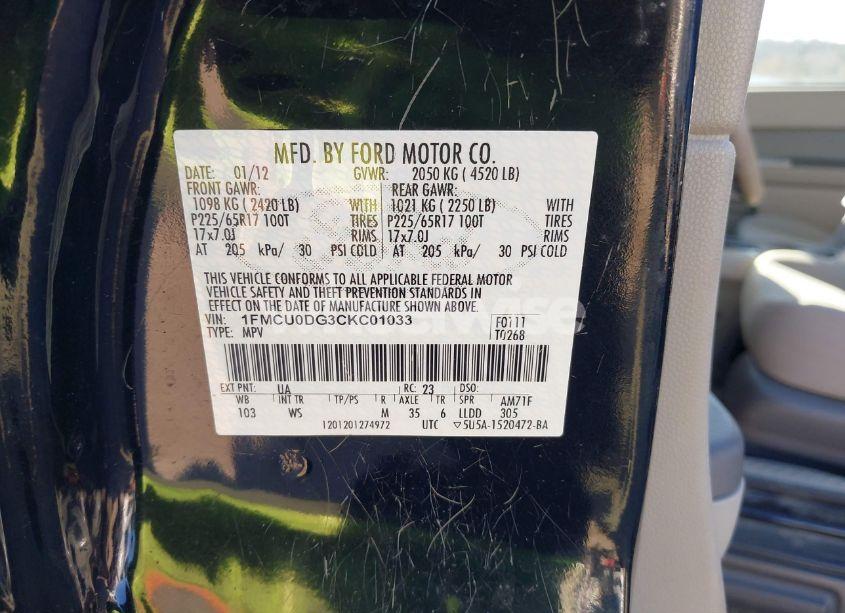 MFD. BY FORD MOTOR CO.
DATE: 01/12 GVWR: 2050 KG ( 4520 LB)
FRONT GAWR: REAR GAWR:
1098 KG ( 2420 LB) WITH 1021 KG ( 2250 LB) WITH
P225/65R17 100T TIRES P225/65R17 100T TIRES
17x7.0J RIMS 17x7.0J RIMS
AT 205 kPa/ 30 PSI COLD AT 205 kPa/ 30 PSI COLD
THIS VEHICLE CONFORMS TO ALL APPLICABLE FEDERAL MOTOR
VEHICLE SAFETY AND THEFT PREVENTION STANDARDS IN
EFFECT ON THE DATE OF MANUFACTURE SHOWN ABOVE.
VIN: 1FMCU0DG3CKC01033 F0111
TYPE: MPV T0268
EXT PNT: UA RC: 23 DSO:
WB INT TR TP/PS R AXLE TR SPR AM71F
103 WS M 35 6 LLDD 305
1201201274972 UTC ▽5U5A-1520472-BA